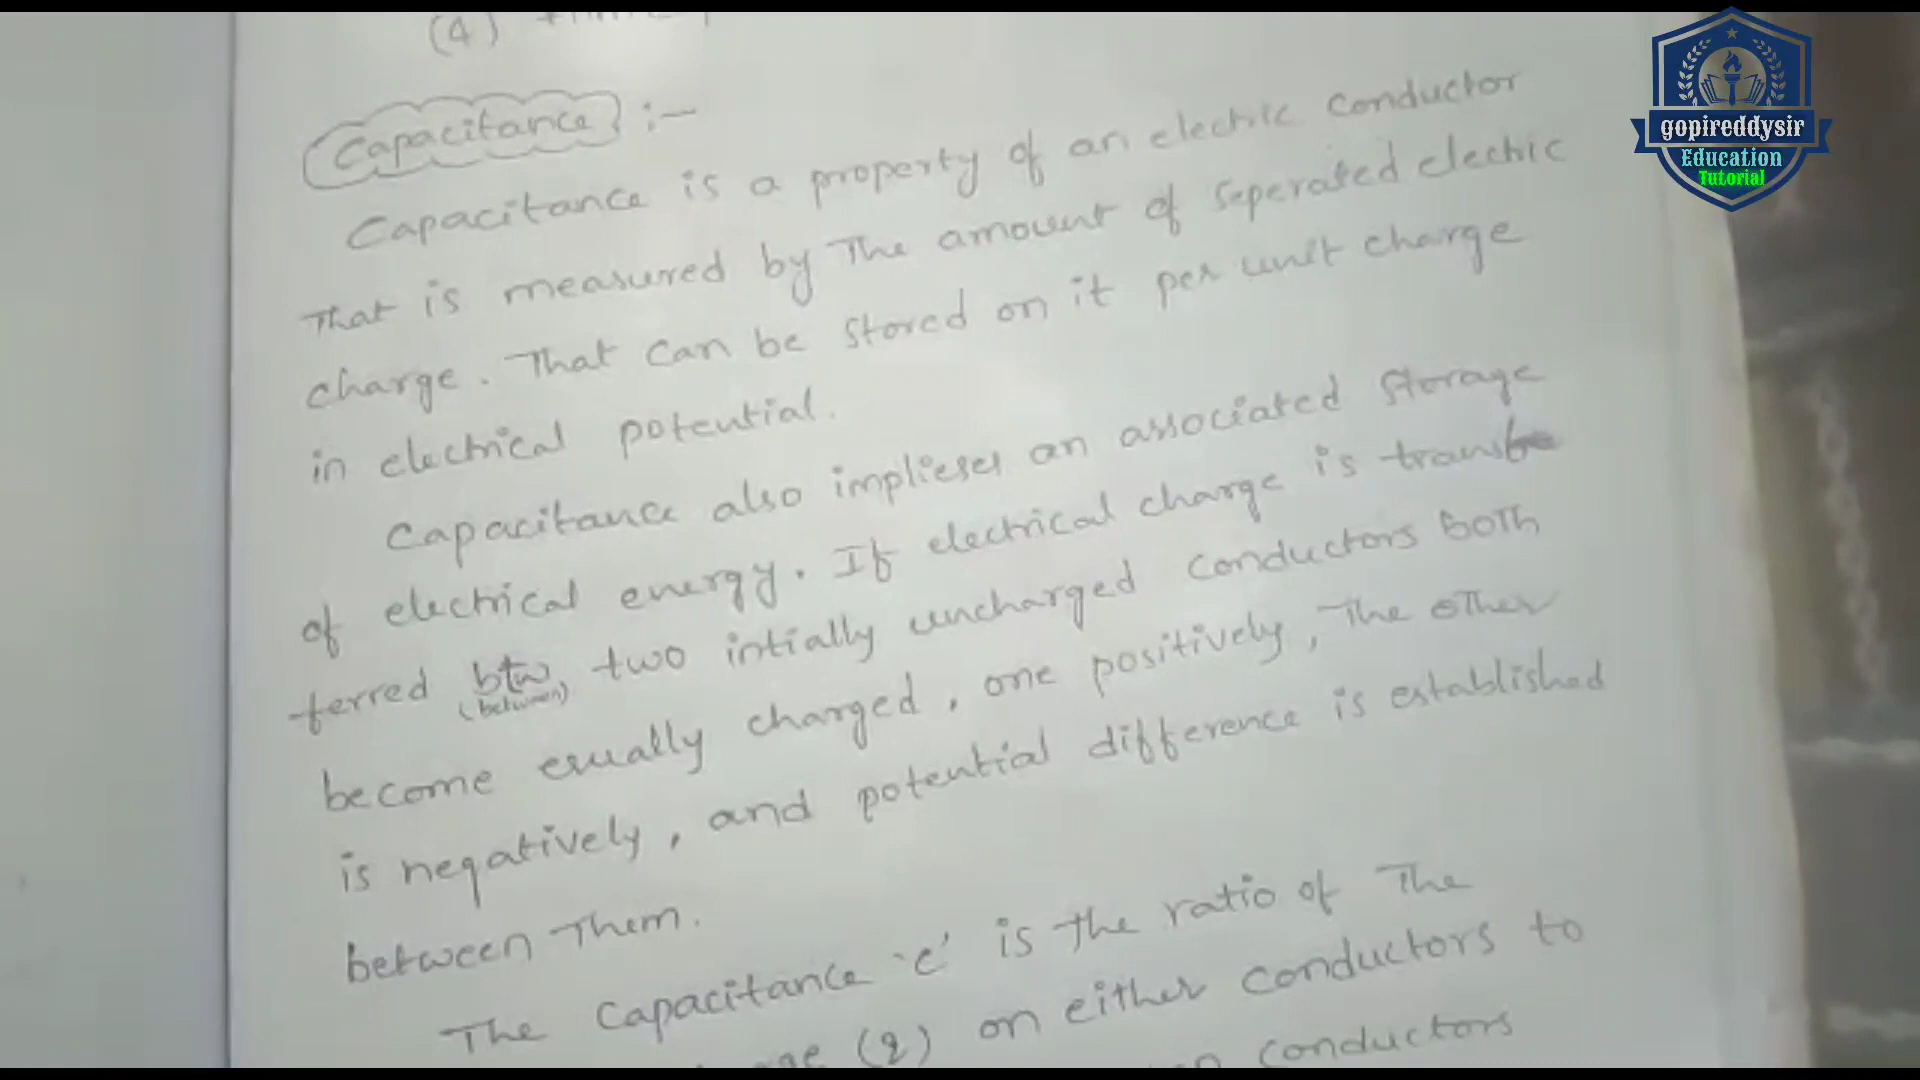 (4)
Capacitance :-
Capacitance is a property of an electric conductor
That is measured by The amount of Seperated electric
charge. That can be stored on it per unit charge
in electrical potential.
Capacitance also implieses an associated storage
of electrical energy. If electrical charge is transfe
ferred btw, two intially uncharged conductors Both
(between)
become equally charged, one positively, The other
is negatively, and potential difference is established
between Them.
The Capacitance 'c' is the ratio of The
(q) on either conductors to
conductors
gopireddysir
Education
Tutorial